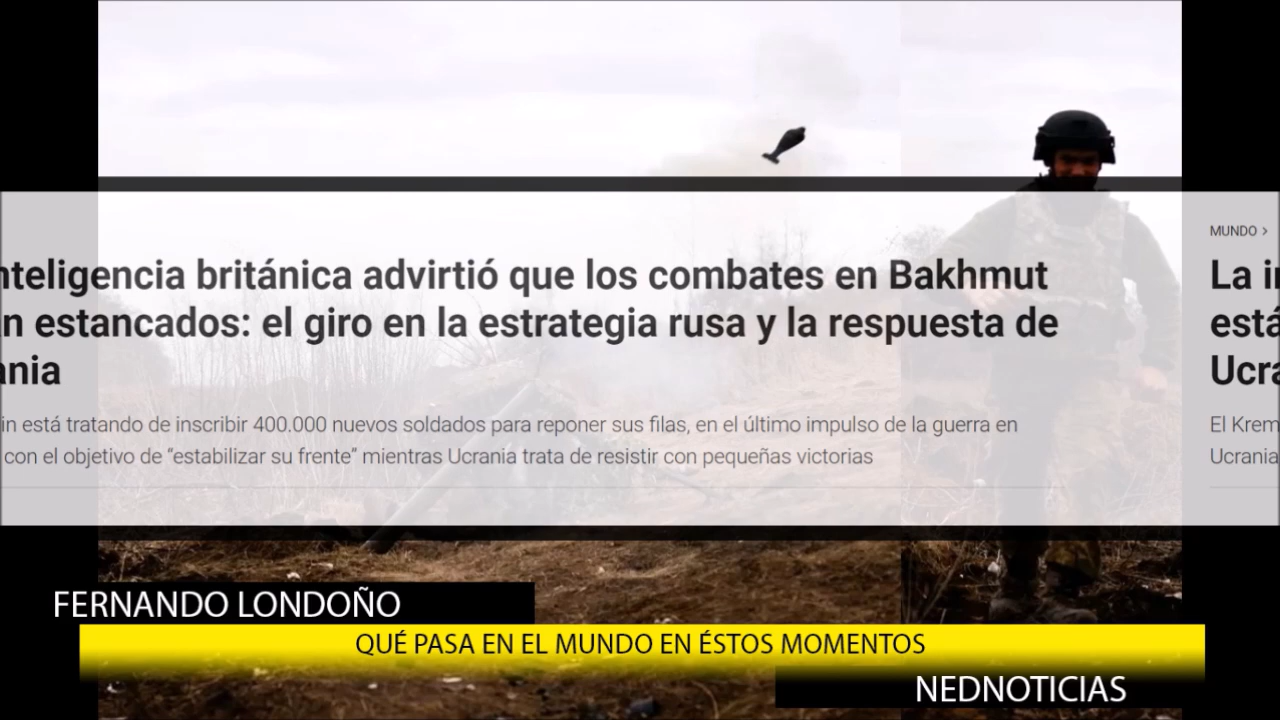 nteligencia británica advirtió que los combates en Bakhmut
n estancados: el giro en la estrategia rusa y la respuesta de
ania
in está tratando de inscribir 400.000 nuevos soldados para reponer sus filas, en el último impulso de la guerra en
con el objetivo de “estabilizar su frente” mientras Ucrania trata de resistir con pequeñas victorias
MUNDO >
La i
está
Ucra
El Krem
Ucrania
FERNANDO LONDOÑO
QUÉ PASA EN EL MUNDO EN ÉSTOS MOMENTOS
NEDNOTICIAS